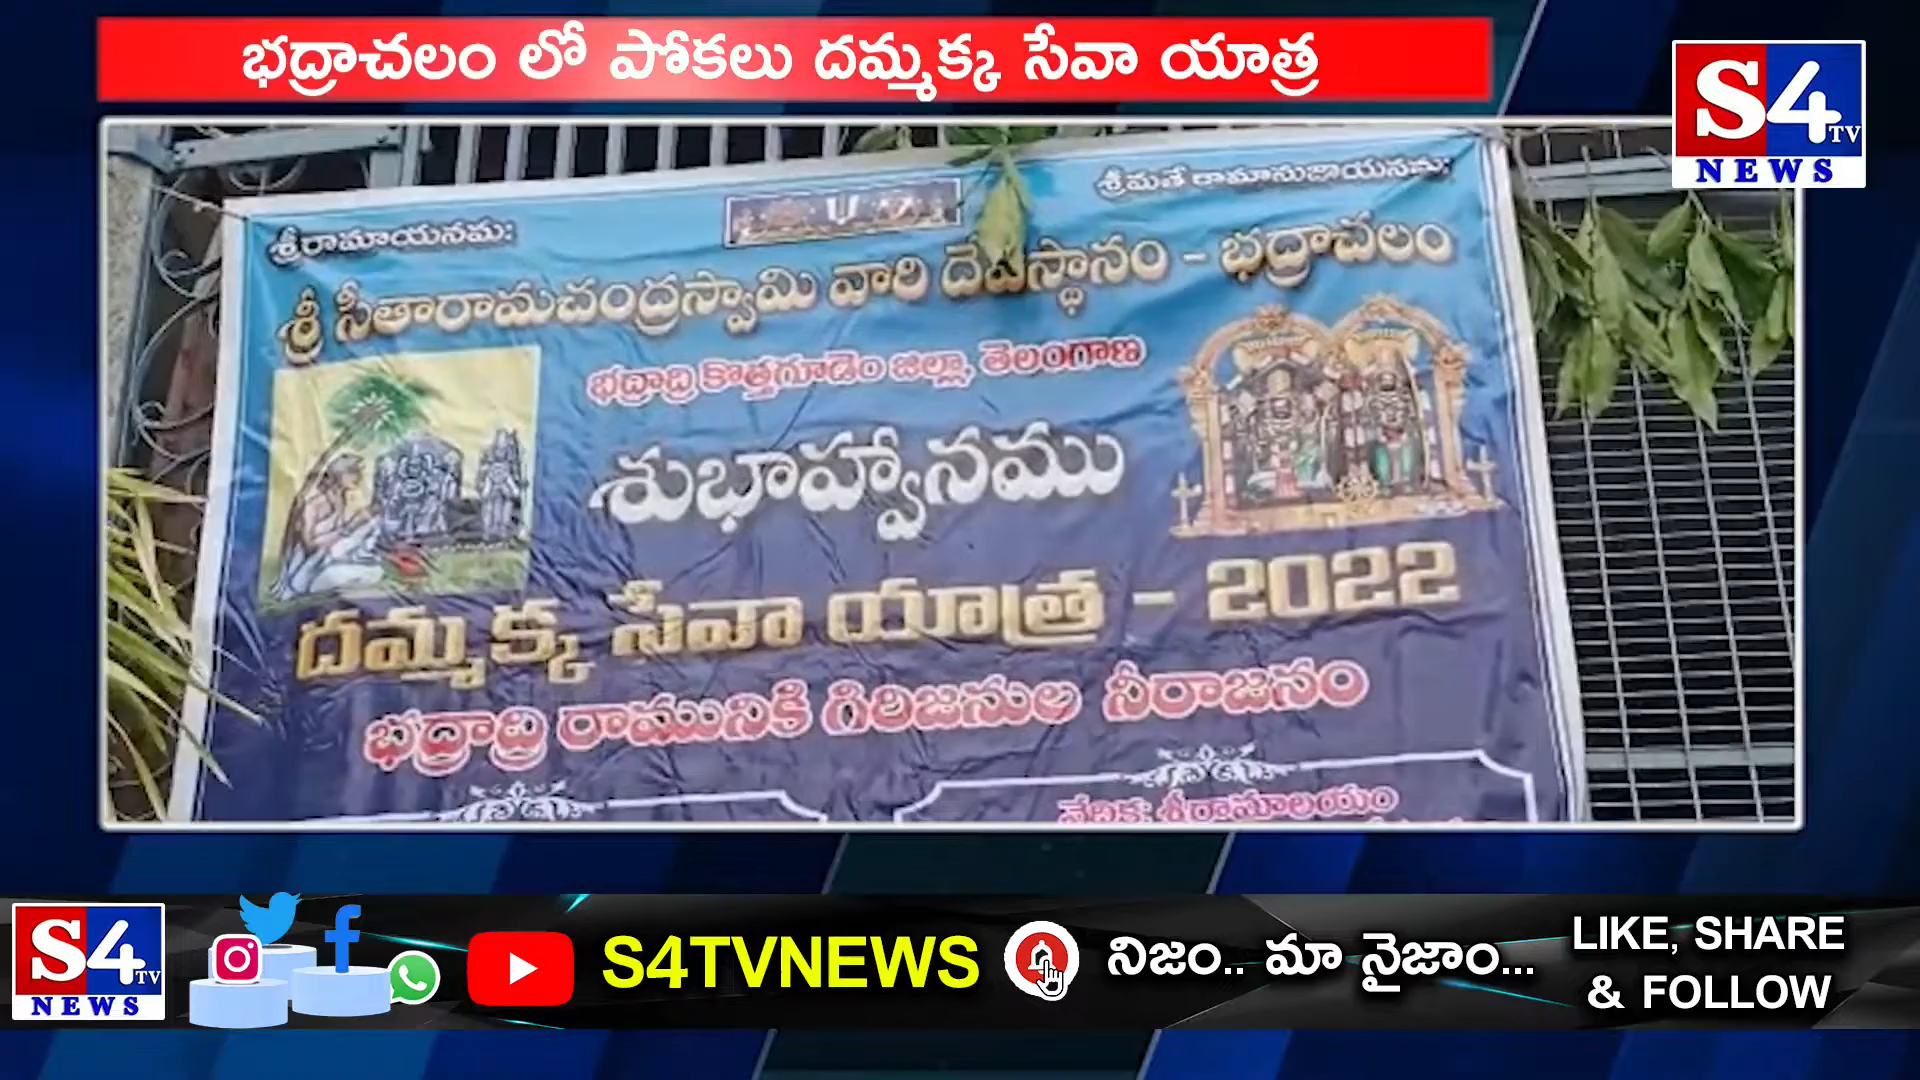 భద్రాచలం లో పోకలు దమ్మక్క సేవా యాత్ర
S4
TV
NEWS
శ్రీరామాయనమః
శ్రీమతే రామానుజాయనమః
శ్రీ సీతారామచంద్రస్వామి వారి దేవస్థానం - భద్రాచలం
భద్రాద్రి కొత్తగూడెం జిల్లా, తెలంగాణ
శుభాహ్వానము
దమ్మక్క సేవా యాత్ర - 2022
భద్రాద్రి రామునికి గిరిజనుల నీరాజనం
వేదిక: శ్రీరామాలయం
S4
TV
NEWS
S4TVNEWS
నిజం.. మా నైజాం...
LIKE, SHARE
& FOLLOW